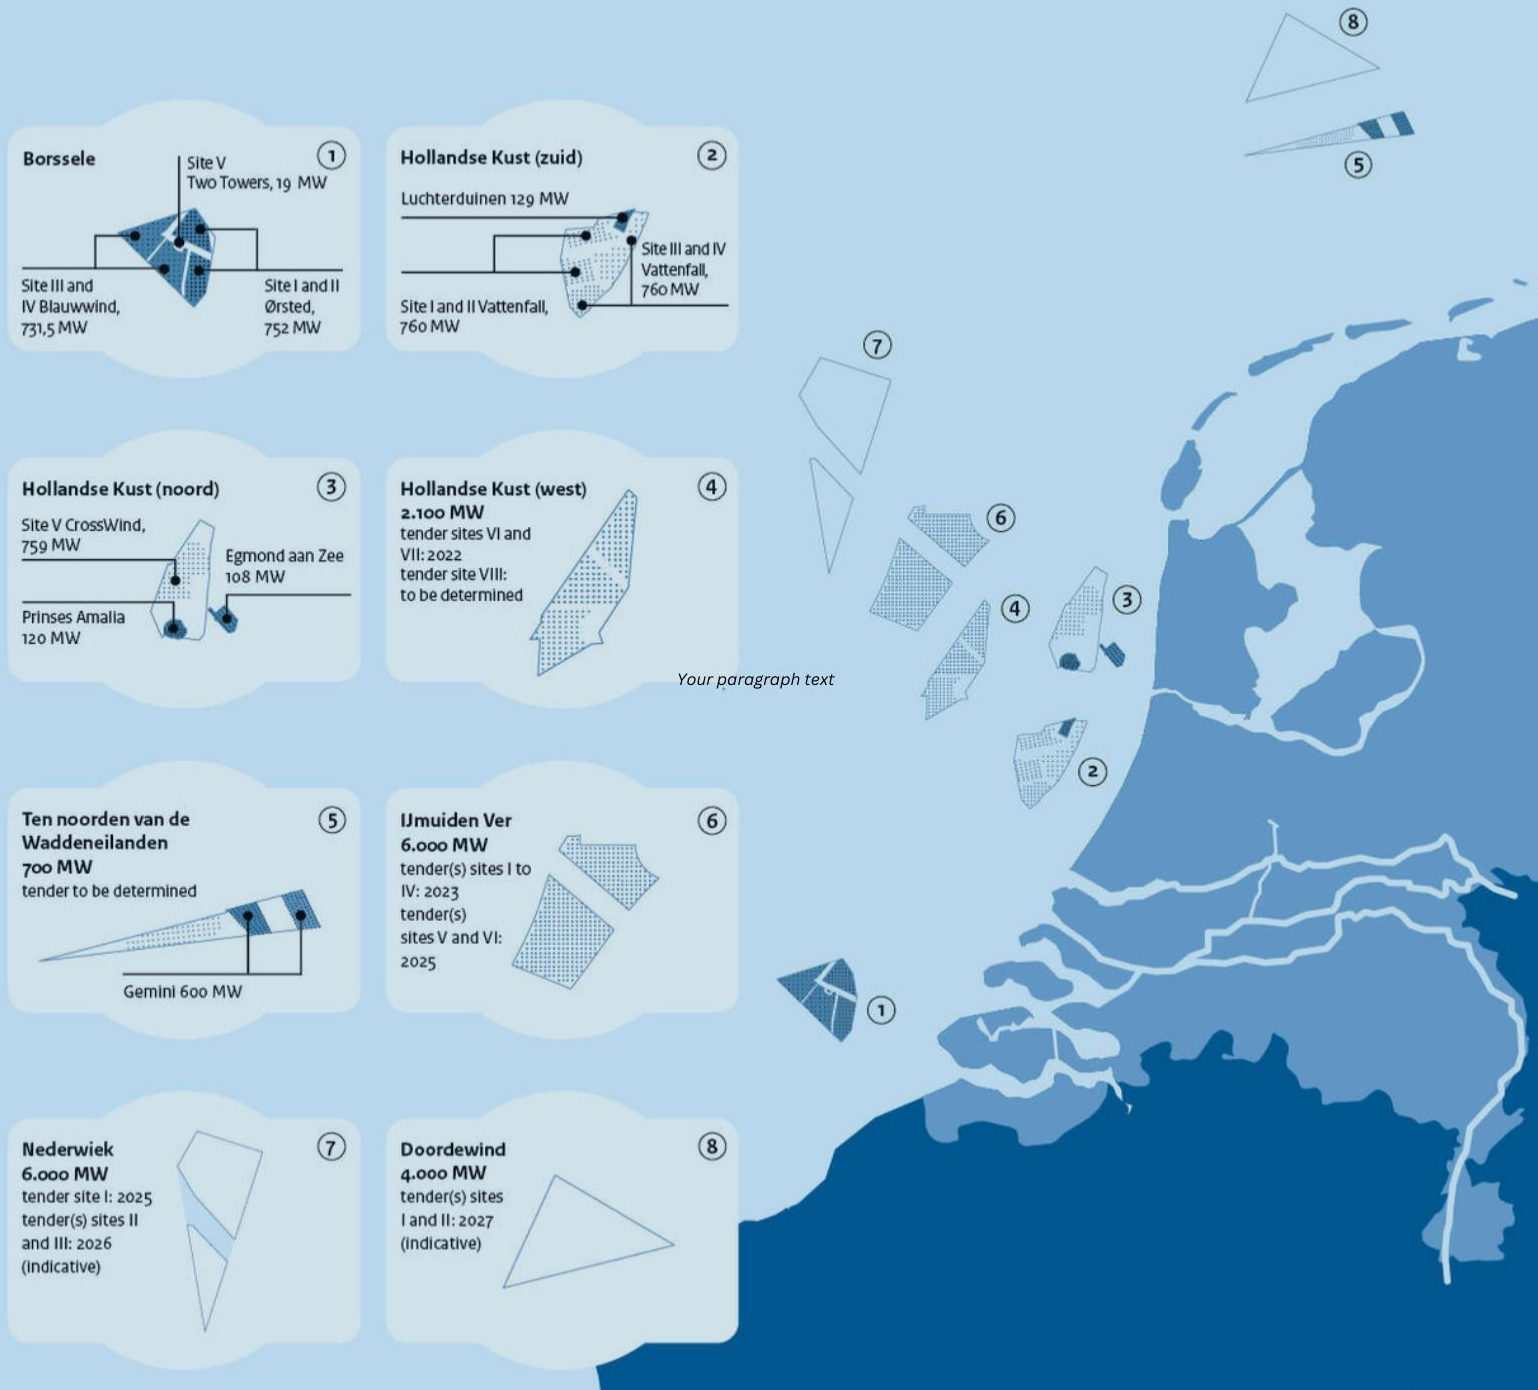 Borssele
1
Site V
Two Towers, 19 MW
Site III and
IV Blauwwind,
731,5 MW
Site I and II
Ørsted,
752 MW
Hollandse Kust (zuid)
2
Luchterduinen 129 MW
Site III and IV
Vattenfall,
760 MW
Site I and II Vattenfall,
760 MW
Hollandse Kust (noord)
3
Site V CrossWind,
759 MW
Egmond aan Zee
108 MW
Prinses Amalia
120 MW
Hollandse Kust (west)
4
2.100 MW
tender sites VI and
VII: 2022
tender site VIII:
to be determined
Your paragraph text
Ten noorden van de
Waddeneilanden
5
700 MW
tender to be determined
Gemini 600 MW
IJmuiden Ver
6
6.000 MW
tender(s) sites I to
IV: 2023
tender(s)
sites V and VI:
2025
Nederwiek
7
6.000 MW
tender site I: 2025
tender(s) sites II
and III: 2026
(indicative)
Doordewind
8
4.000 MW
tender(s) sites
I and II: 2027
(indicative)
8
5
7
6
4
3
2
1